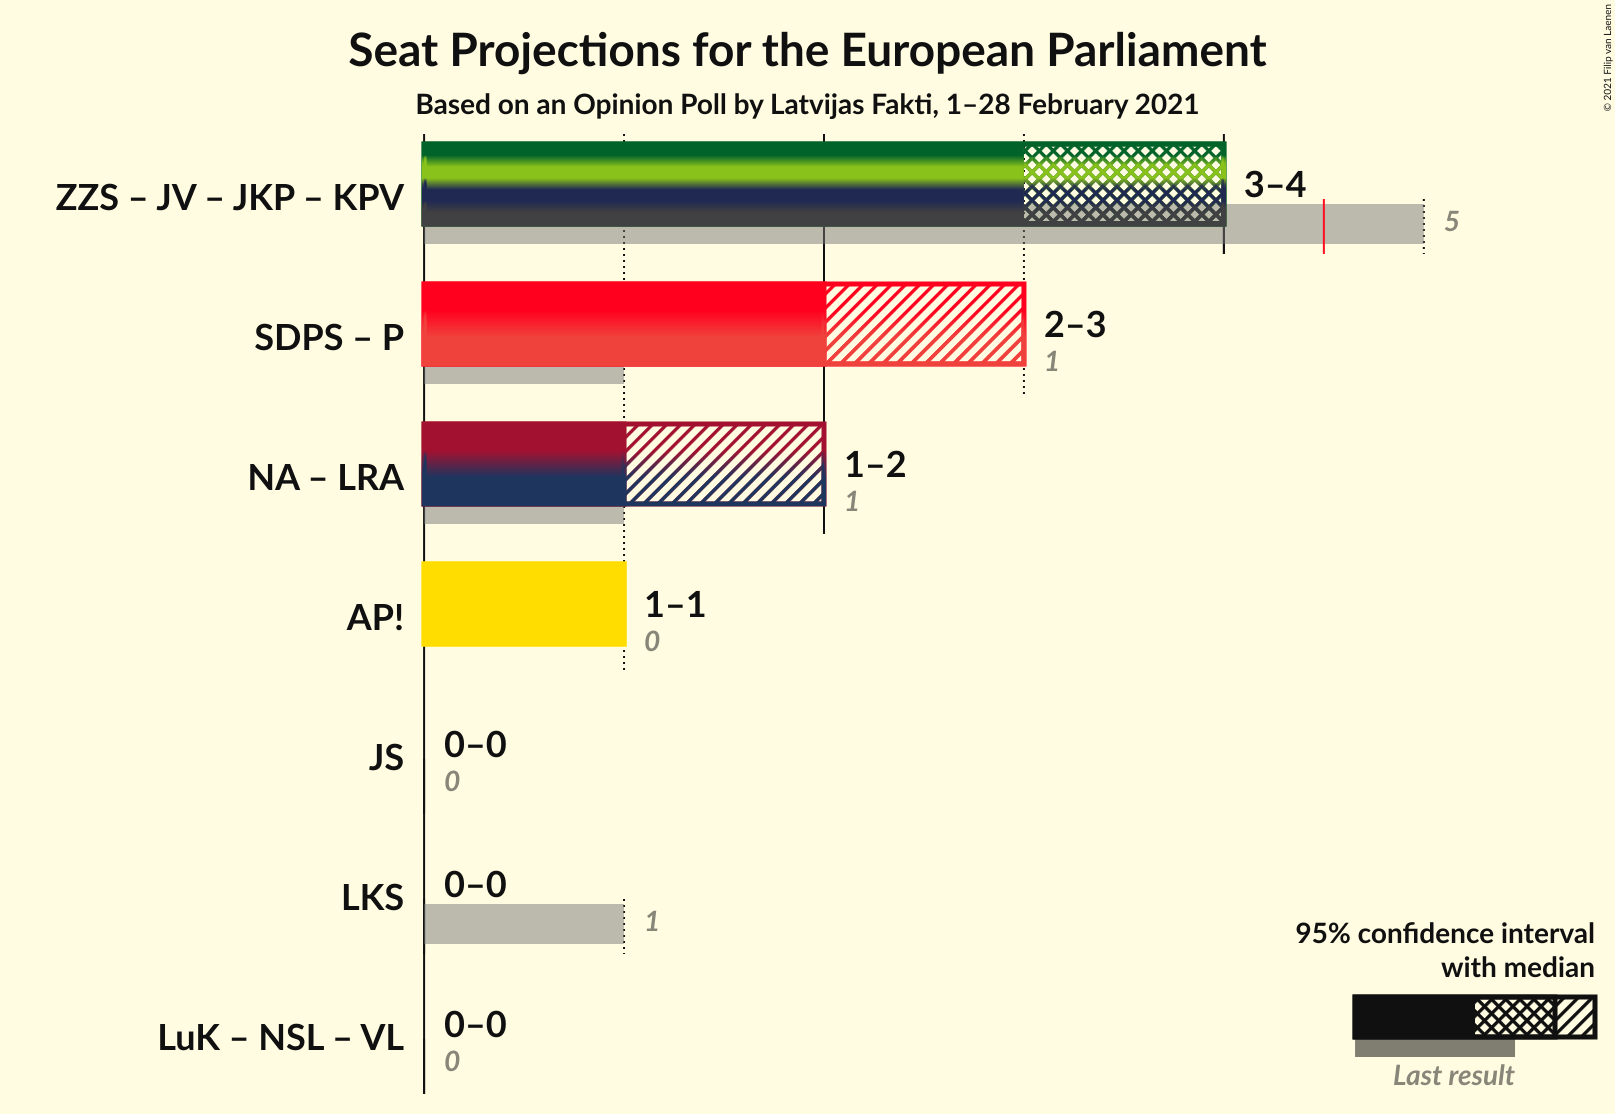 Seat Projections for the European Parliament
Based on an Opinion Poll by Latvijas Fakti, 1–28 February 2021
© 2021 Filip van Laenen
ZZS – JV – JKP – KPV
3–4
5
SDPS – P
2–3
1
NA – LRA
1–2
1
AP!
1–1
0
JS
0–0
0
LKS
0–0
1
LuK – NSL – VL
0–0
0
95% confidence interval
with median
Last result